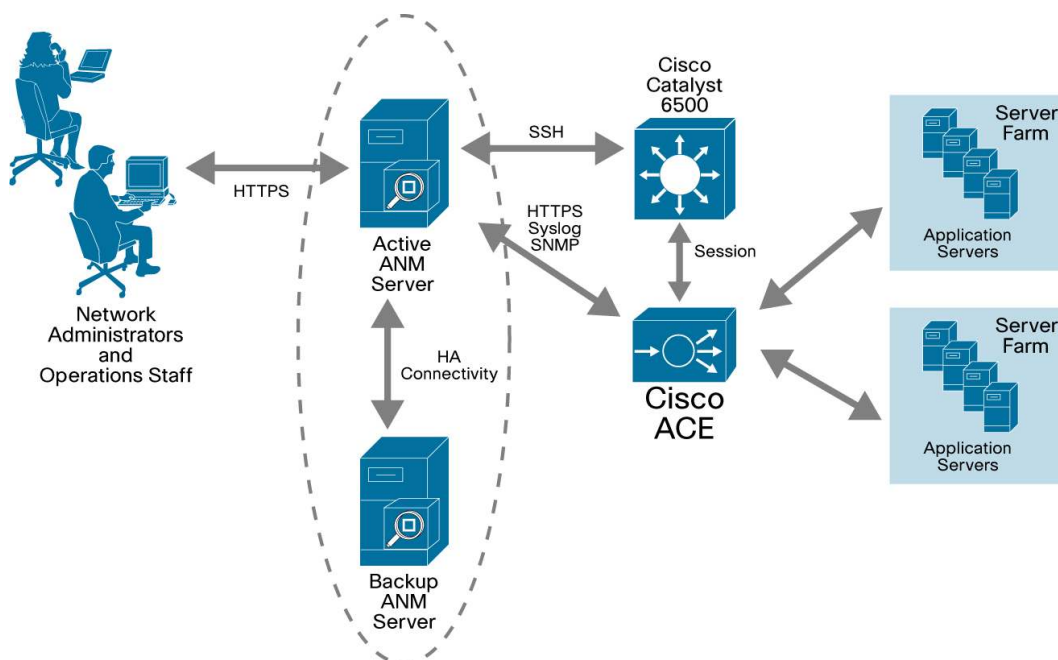 Network
Administrators
and
Operations Staff
HTTPS
Active
ANM
Server
HA
Connectivity
Backup
ANM
Server
SSH
HTTPS
Syslog
SNMP
Cisco
Catalyst
6500
Session
Cisco
ACE
Server
Farm
Application
Servers
Server
Farm
Application
Servers